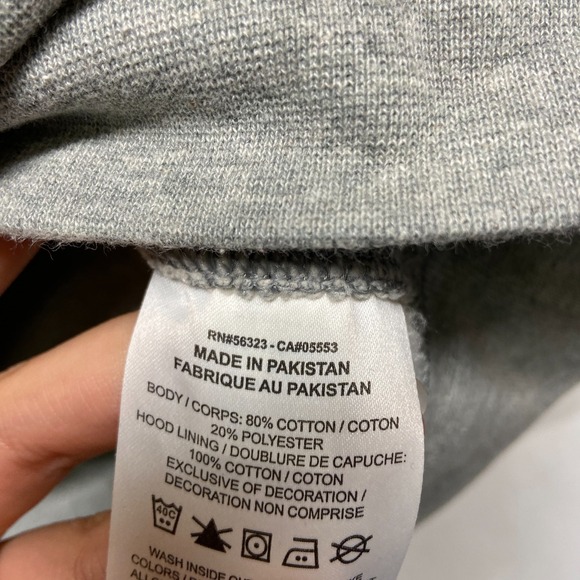 RN#56323 - CA#05553
MADE IN PAKISTAN
FABRIQUE AU PAKISTAN
BODY / CORPS: 80% COTTON / COTON
20% POLYESTER
HOOD LINING / DOUBLURE DE CAPUCHE:
100% COTTON / COTON
EXCLUSIVE OF DECORATION /
DECORATION NON COMPRISE
40C
WASH INSIDE
COLORS /